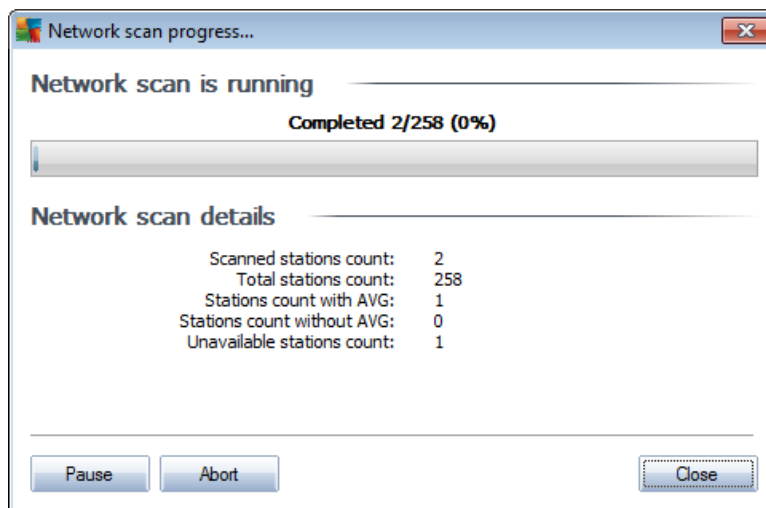 Network scan progress...
Network scan is running
Completed 2/258 (0%)
Network scan details
Scanned stations count: 2
Total stations count: 258
Stations count with AVG: 1
Stations count without AVG: 0
Unavailable stations count: 1
Pause Abort Close